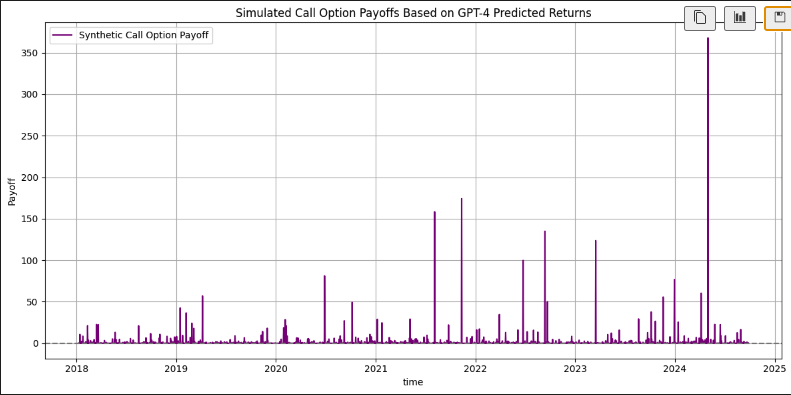 Simulated Call Option Payoffs Based on GPT-4 Predicted Returns
Synthetic Call Option Payoff
350
300
250
200
150
100
50
0
Payoff
2018 2019 2020 2021 2022 2023 2024 2025
time